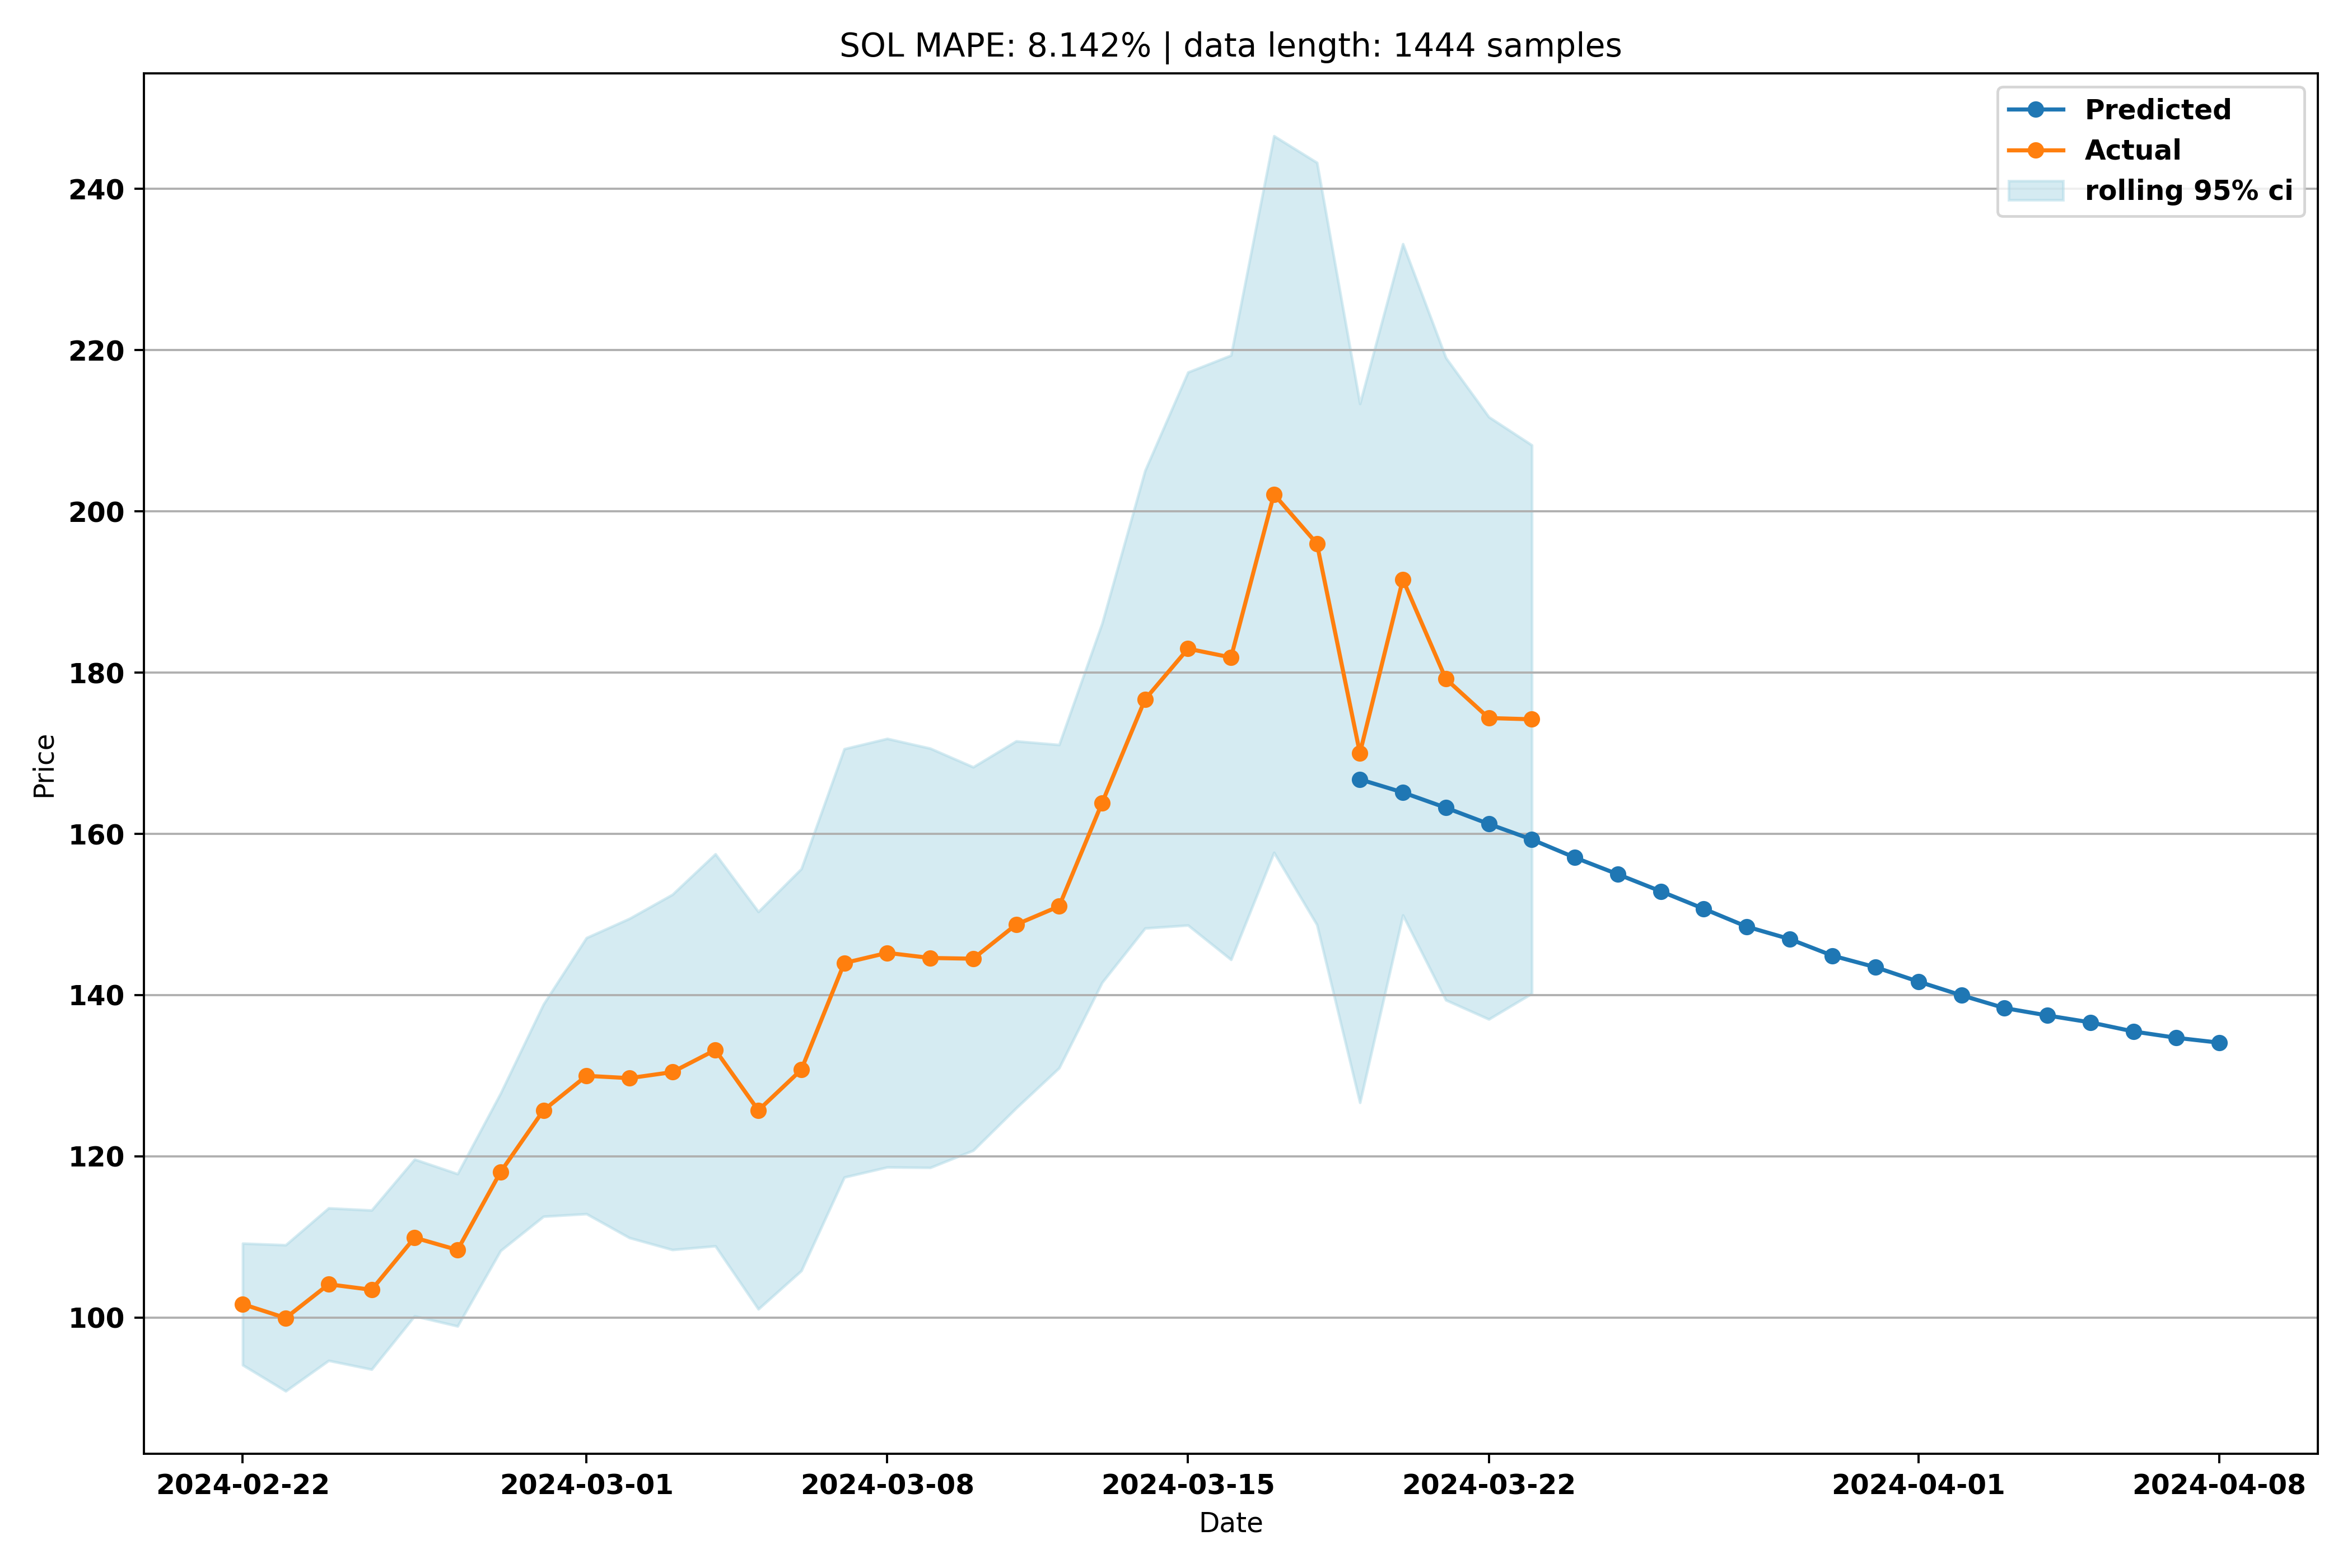 SOL MAPE: 8.142% | data length: 1444 samples
Predicted
Actual
rolling 95% ci
240
220
200
180
160
140
120
100
Price
2024-02-22
2024-03-01
2024-03-08
2024-03-15
2024-03-22
2024-04-01
2024-04-08
Date